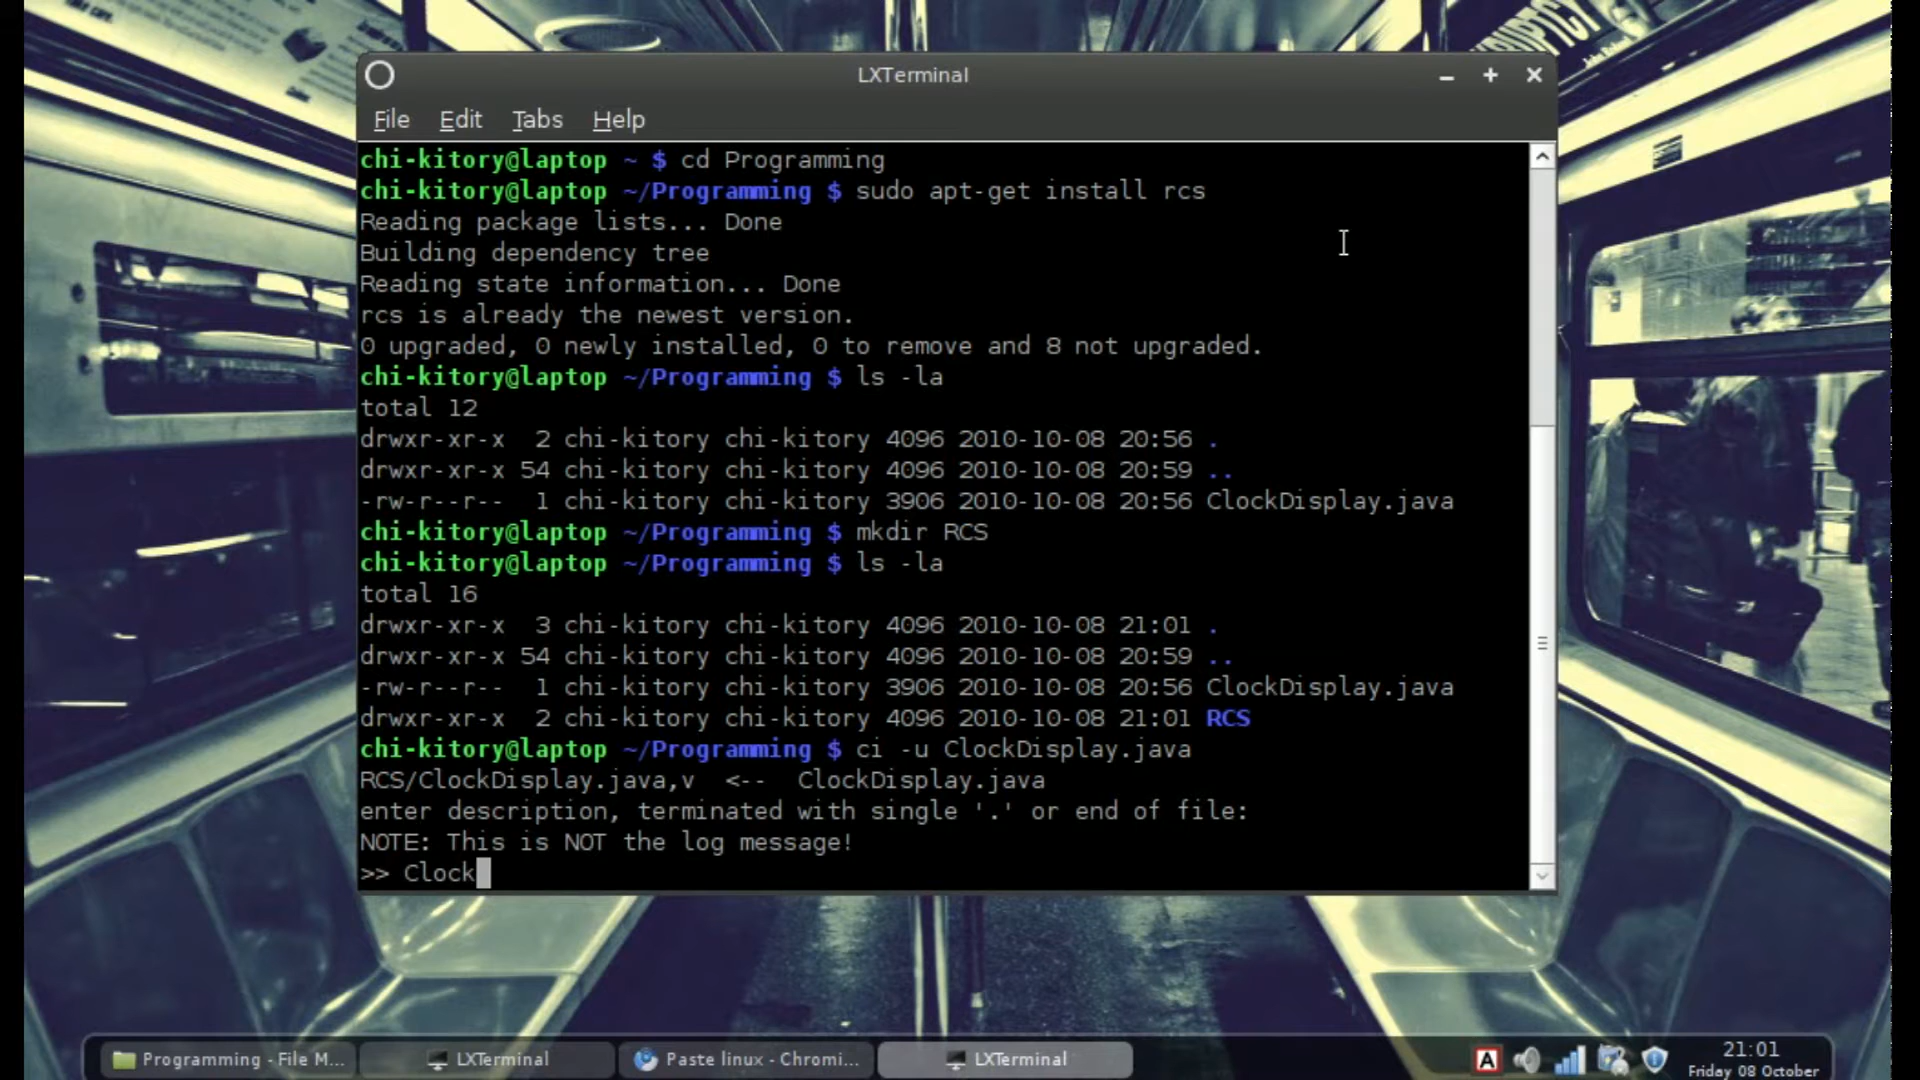 LXTerminal
File Edit Tabs Help
chi-kitory@laptop ~ $ cd Programming
chi-kitory@laptop ~/Programming $ sudo apt-get install rcs
Reading package lists... Done
Building dependency tree
Reading state information... Done
rcs is already the newest version.
0 upgraded, 0 newly installed, 0 to remove and 8 not upgraded.
chi-kitory@laptop ~/Programming $ ls -la
total 12
drwxr-xr-x  2 chi-kitory chi-kitory 4096 2010-10-08 20:56 .
drwxr-xr-x 54 chi-kitory chi-kitory 4096 2010-10-08 20:59 ..
-rw-r--r--  1 chi-kitory chi-kitory 3906 2010-10-08 20:56 ClockDisplay.java
chi-kitory@laptop ~/Programming $ mkdir RCS
chi-kitory@laptop ~/Programming $ ls -la
total 16
drwxr-xr-x  3 chi-kitory chi-kitory 4096 2010-10-08 21:01 .
drwxr-xr-x 54 chi-kitory chi-kitory 4096 2010-10-08 20:59 ..
-rw-r--r--  1 chi-kitory chi-kitory 3906 2010-10-08 20:56 ClockDisplay.java
drwxr-xr-x  2 chi-kitory chi-kitory 4096 2010-10-08 21:01 RCS
chi-kitory@laptop ~/Programming $ ci -u ClockDisplay.java
RCS/ClockDisplay.java,v  <--  ClockDisplay.java
enter description, terminated with single '.' or end of file:
NOTE: This is NOT the log message!
>> Clock
Programming - File M... LXTerminal Paste linux - Chromi... LXTerminal A 21:01
Friday 08 October